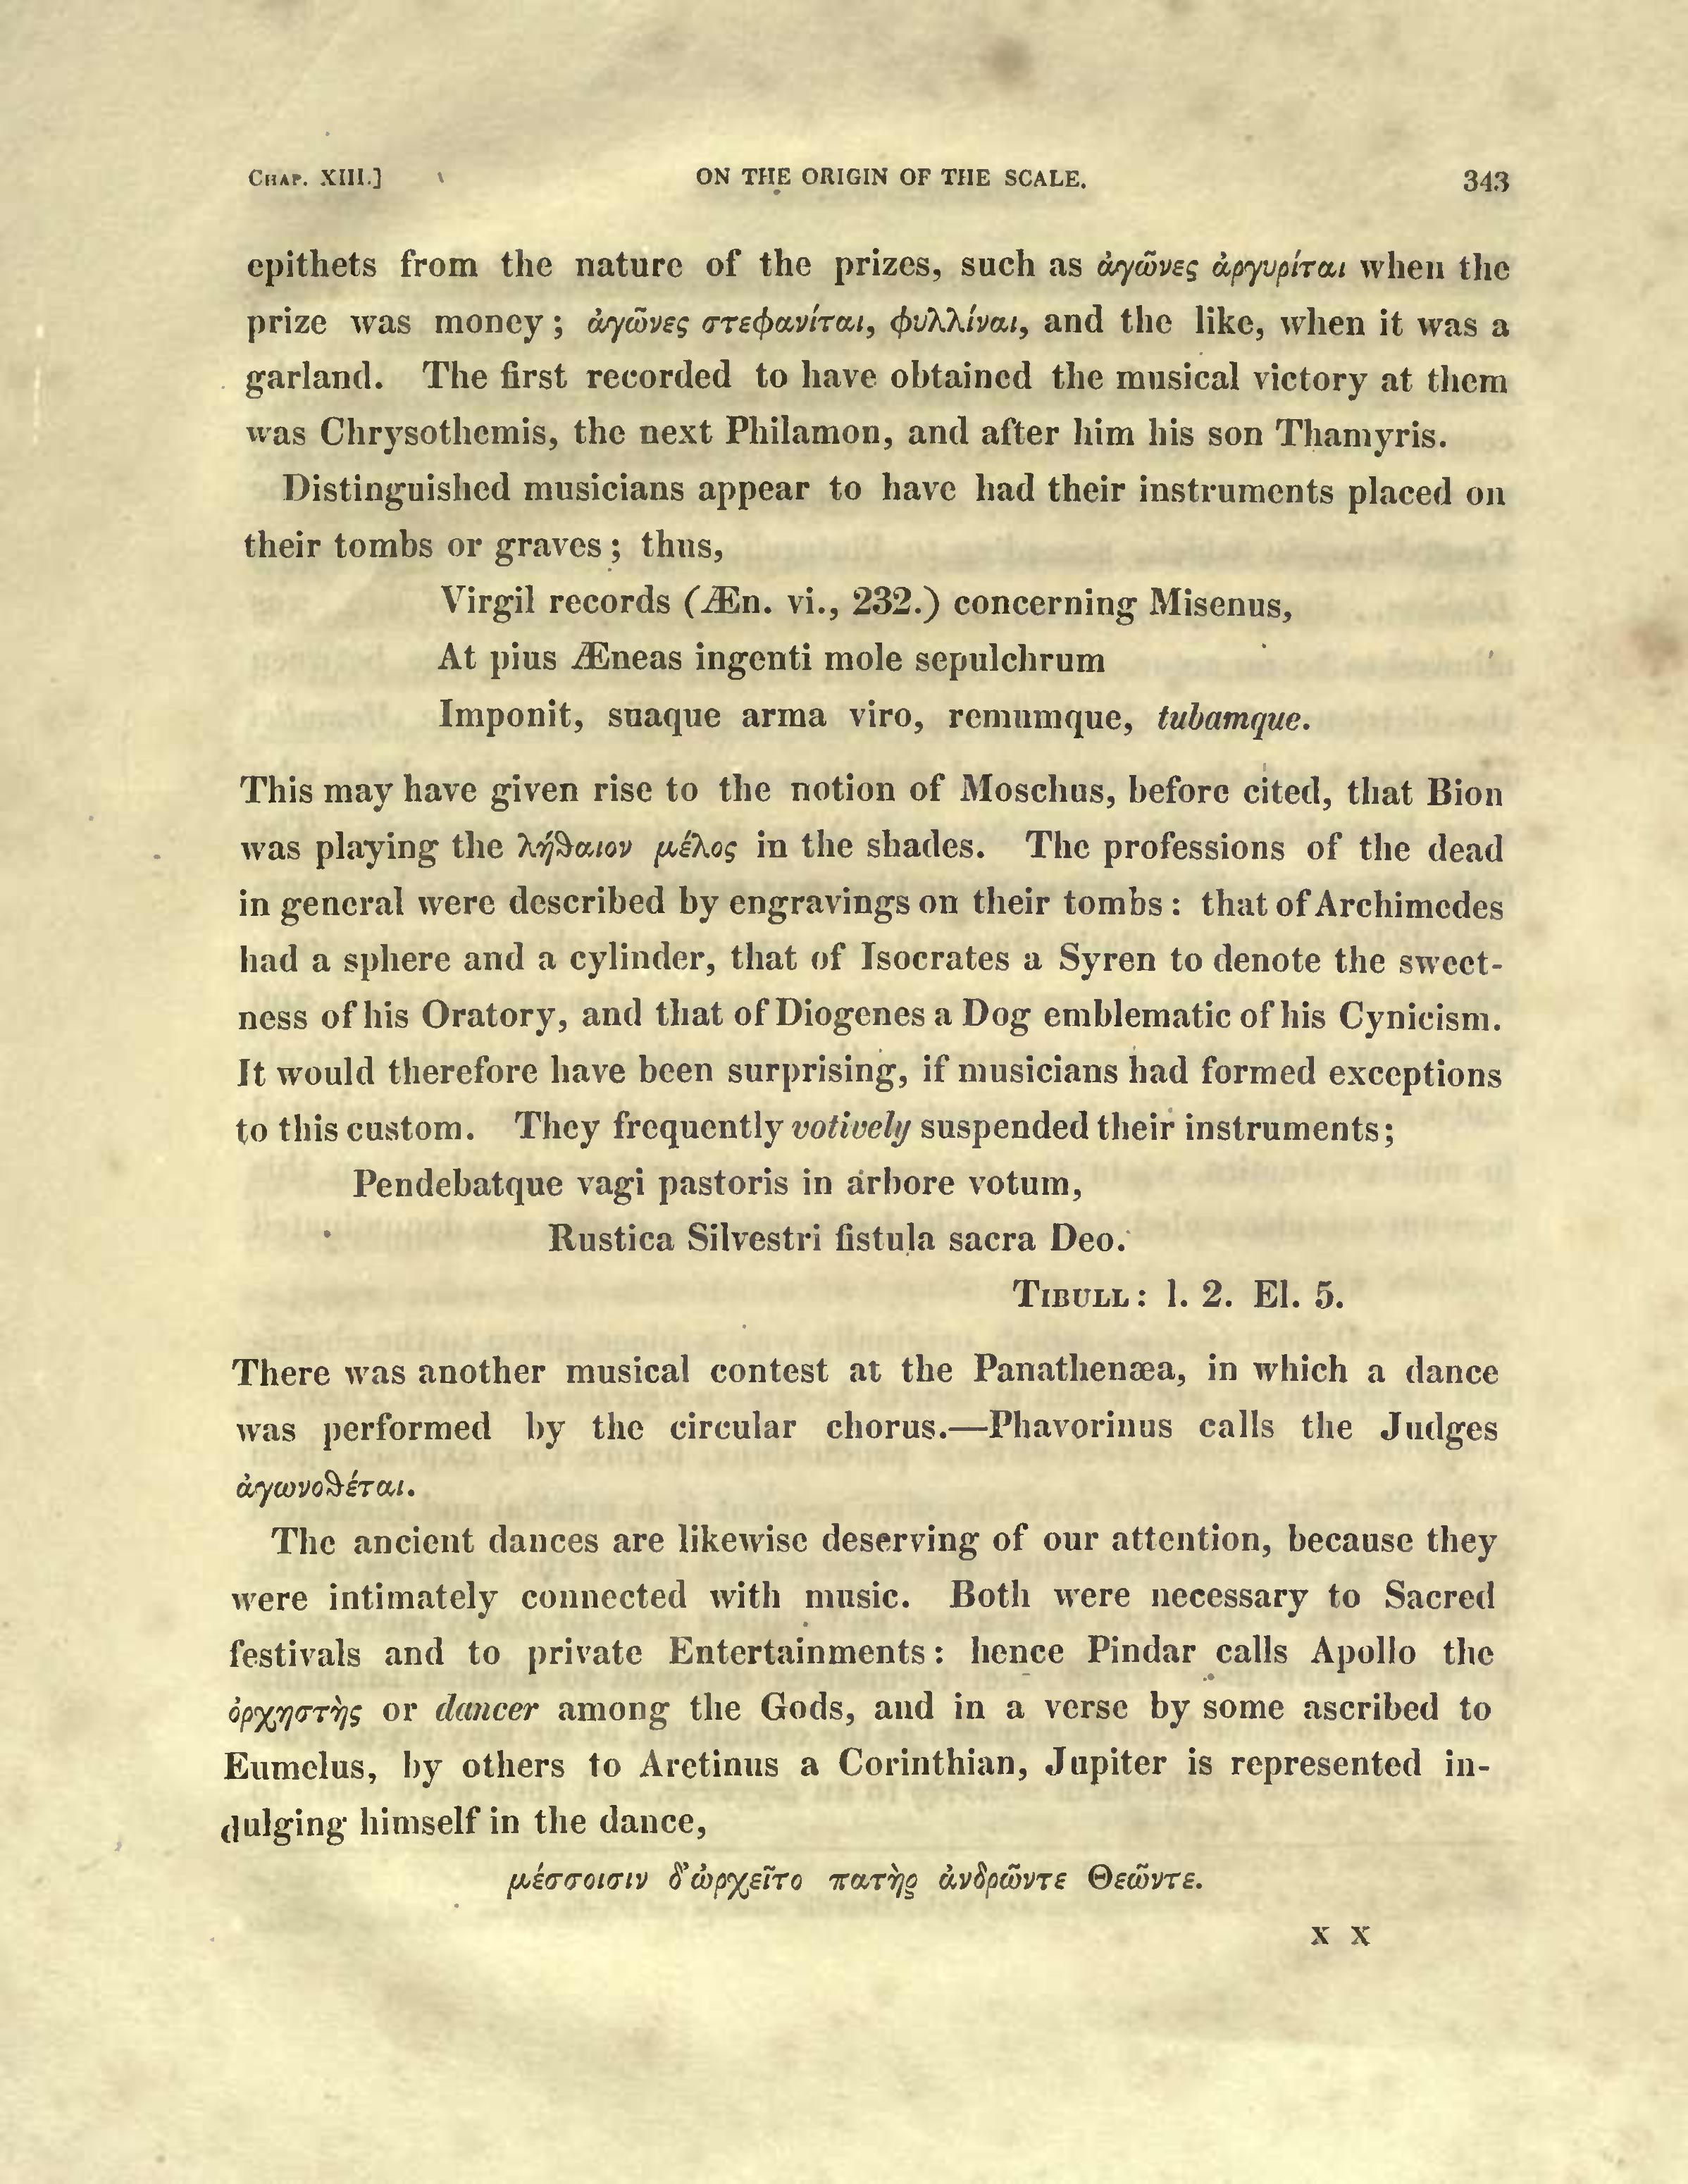 CHAP. XIII.] ON THE ORIGIN OF THE SCALE. 343
epithets from the nature of the prizes, such as ἀγῶνες ἀργυρίται when the
prize was money; ἀγῶνες στεφανίται, φυλλίναι, and the like, when it was a
garland. The first recorded to have obtained the musical victory at them
was Chrysothemis, the next Philamon, and after him his son Thamyris.
Distinguished musicians appear to have had their instruments placed on
their tombs or graves; thus,
Virgil records (Æn. vi., 232.) concerning Misenus,
At pius Æneas ingenti mole sepulchrum
Imponit, suaque arma viro, remumque, tubamque.
This may have given rise to the notion of Moschus, before cited, that Bion
was playing the λήϑαιον μέλος in the shades. The professions of the dead
in general were described by engravings on their tombs: that of Archimedes
had a sphere and a cylinder, that of Isocrates a Syren to denote the sweet-
ness of his Oratory, and that of Diogenes a Dog emblematic of his Cynicism.
It would therefore have been surprising, if musicians had formed exceptions
to this custom. They frequently votively suspended their instruments;
Pendebatque vagi pastoris in arbore votum,
Rustica Silvestri fistula sacra Deo.
TIBULL: l. 2. El. 5.
There was another musical contest at the Panathenæa, in which a dance
was performed by the circular chorus.—Phavorinus calls the Judges
ἀγωνοϑέται.
The ancient dances are likewise deserving of our attention, because they
were intimately connected with music. Both were necessary to Sacred
festivals and to private Entertainments: hence Pindar calls Apollo the
ὀρχηστὴς or dancer among the Gods, and in a verse by some ascribed to
Eumelus, by others to Aretinus a Corinthian, Jupiter is represented in-
dulging himself in the dance,
μέσσοισιν δ'ὠρχεῖτο πατὴρ ἀνδρῶντε Θεῶντε.
X X